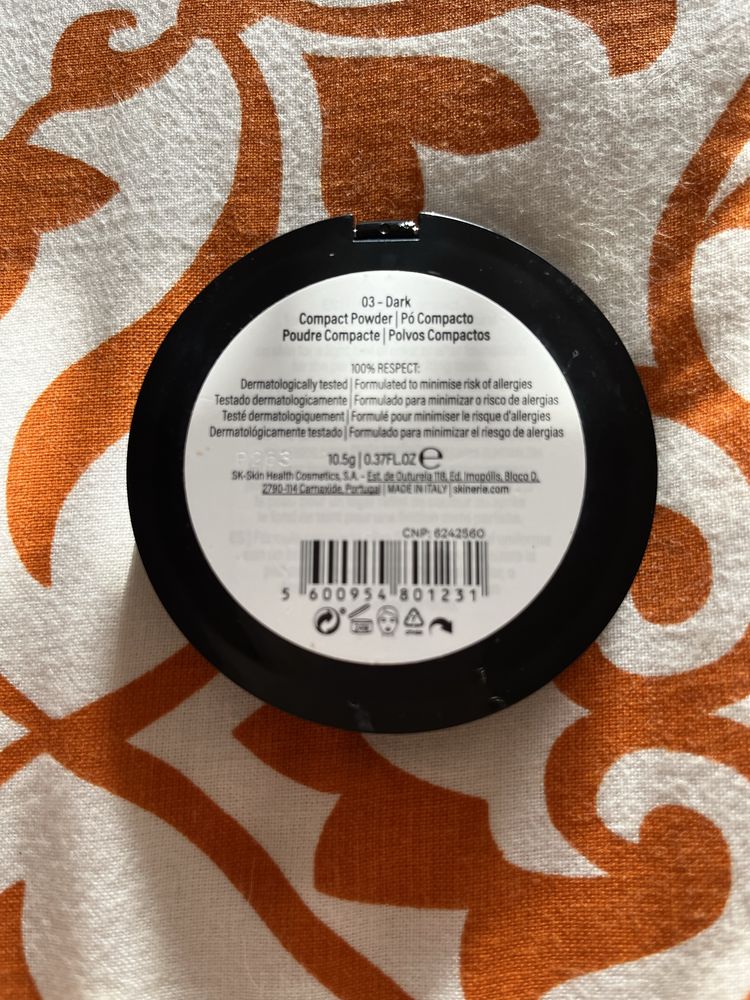 03 - Dark
Compact Powder | Pó Compacto
Poudre Compacte | Polvos Compactos
100% RESPECT:
Dermatologically tested | Formulated to minimise risk of allergies
Testado dermatologicamente | Formulado para minimizar o risco de alergias
Testé dermatologiquement | Formulé pour minimiser le risque d'allergies
Dermatológicamente testado | Formulado para minimizar el riesgo de alergias
10.5g | 0.37FL.OZ ℮
SK-Skin Health Cosmetics, S.A. - Est. de Outurela 118, Ed. Imopólis, Bloco D,
2790-114 Carnaxide, Portugal | MADE IN ITALY | skinerie.com
CNP: 6242560
5 600954 801231